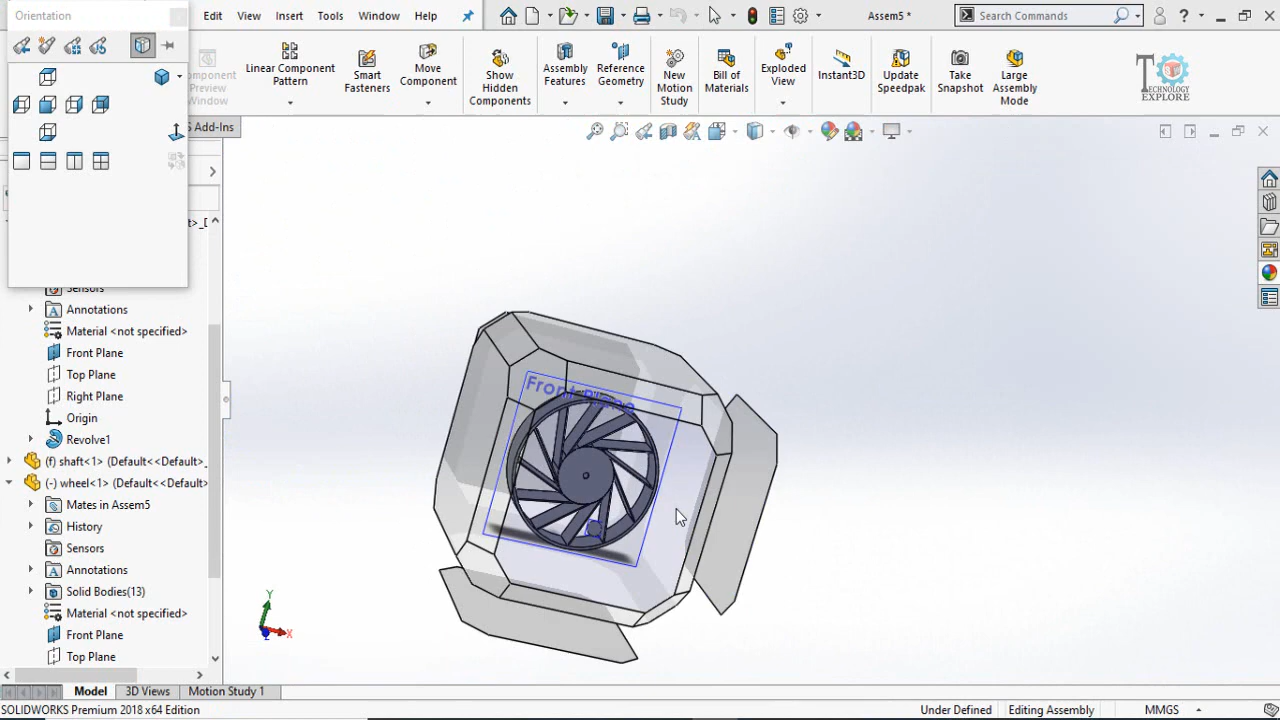 Orientation
Edit
View
Insert
Tools
Window
Help
Assem5 *
Search Commands
Component Preview Window
Linear Component Pattern
Smart Fasteners
Move Component
Show Hidden Components
Assembly Features
Reference Geometry
New Motion Study
Bill of Materials
Exploded View
Instant3D
Update Speedpak
Take Snapshot
Large Assembly Mode
TECHNOLOGY
EXPLORE
S Add-Ins
Sensors
Annotations
Material <not specified>
Front Plane
Top Plane
Right Plane
Origin
Revolve1
(f) shaft<1> (Default<<Default>_
(-) wheel<1> (Default<<Default>
Mates in Assem5
History
Sensors
Annotations
Solid Bodies(13)
Material <not specified>
Front Plane
Top Plane
Front Plane
Y
X
Z
Model
3D Views
Motion Study 1
SOLIDWORKS Premium 2018 x64 Edition
Under Defined
Editing Assembly
MMGS